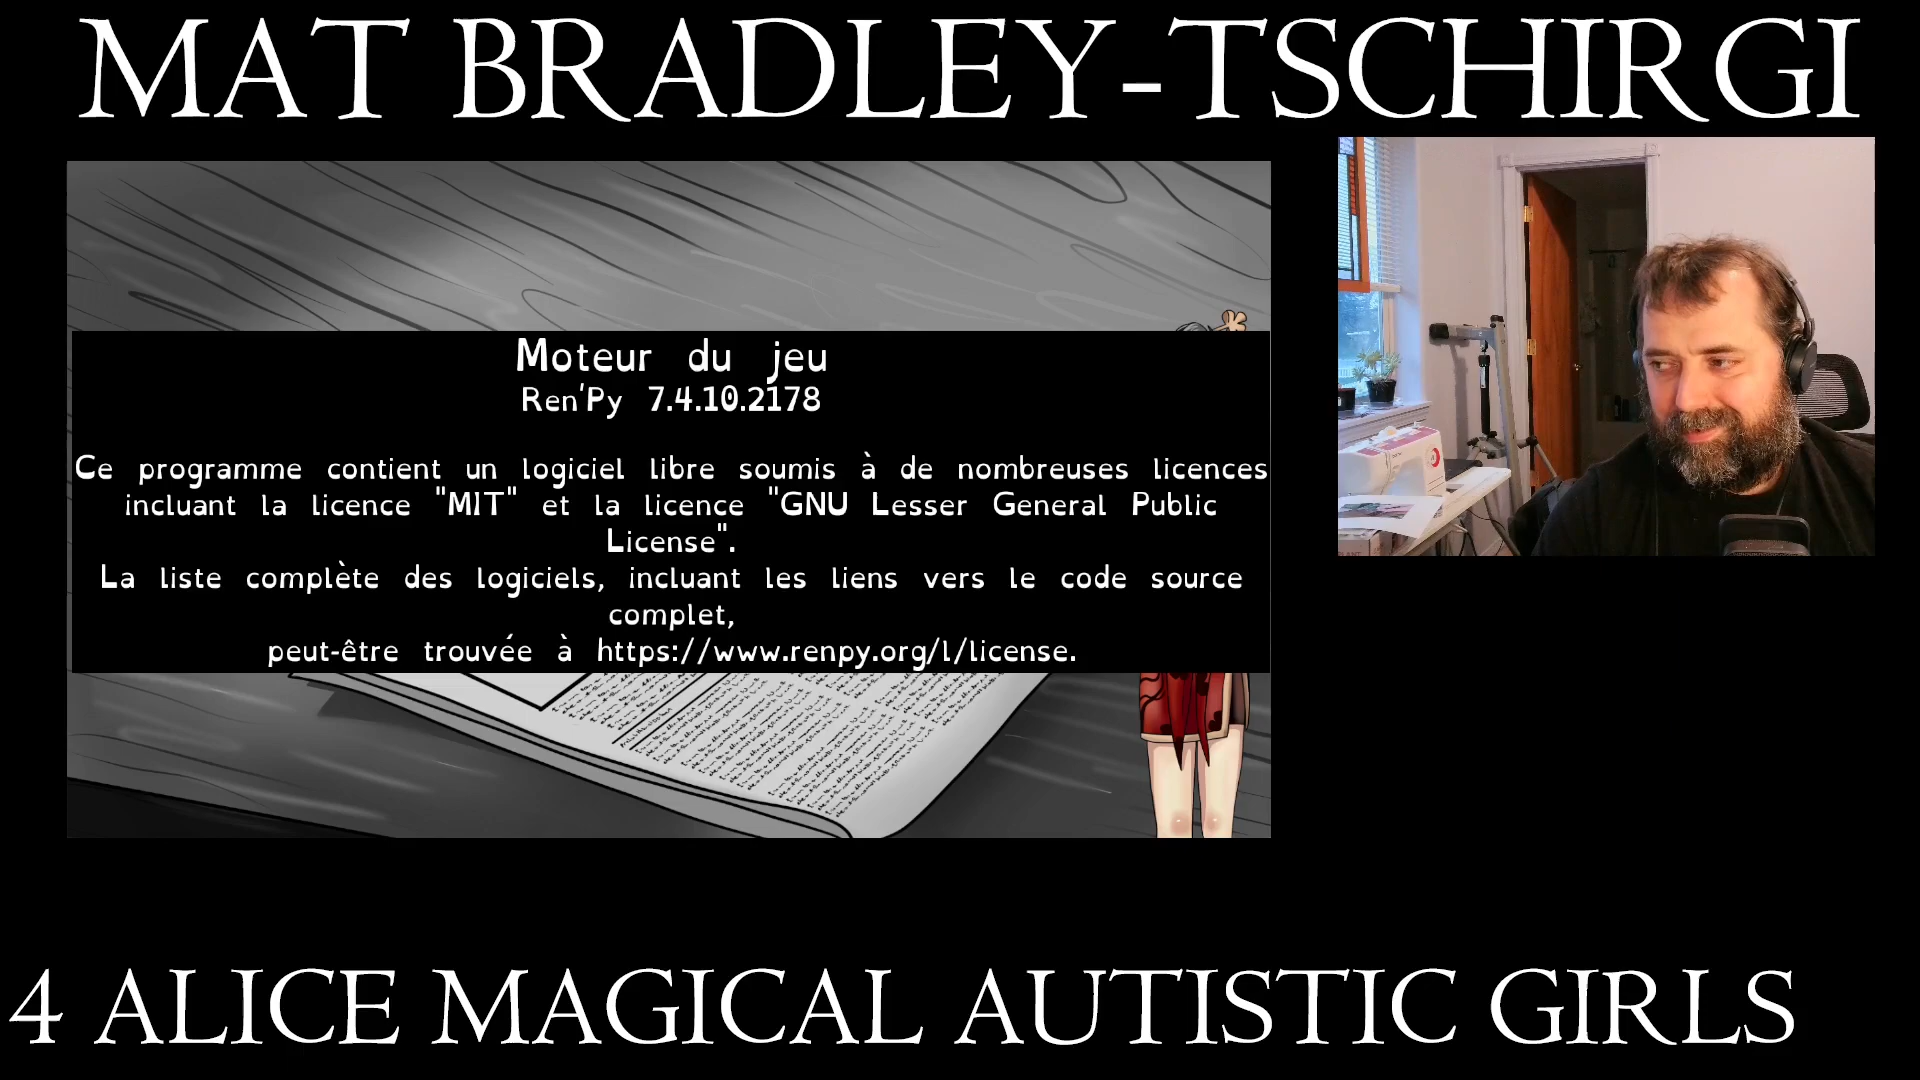 MAT BRADLEY-TSCHIRGI
Moteur du jeu
Ren'Py 7.4.10.2178
Ce programme contient un logiciel libre soumis à de nombreuses licences
incluant la licence "MIT" et la licence "GNU Lesser General Public
License".
La liste complète des logiciels, incluant les liens vers le code source
complet,
peut-être trouvée à https://www.renpy.org/l/license.
4 ALICE MAGICAL AUTISTIC GIRLS